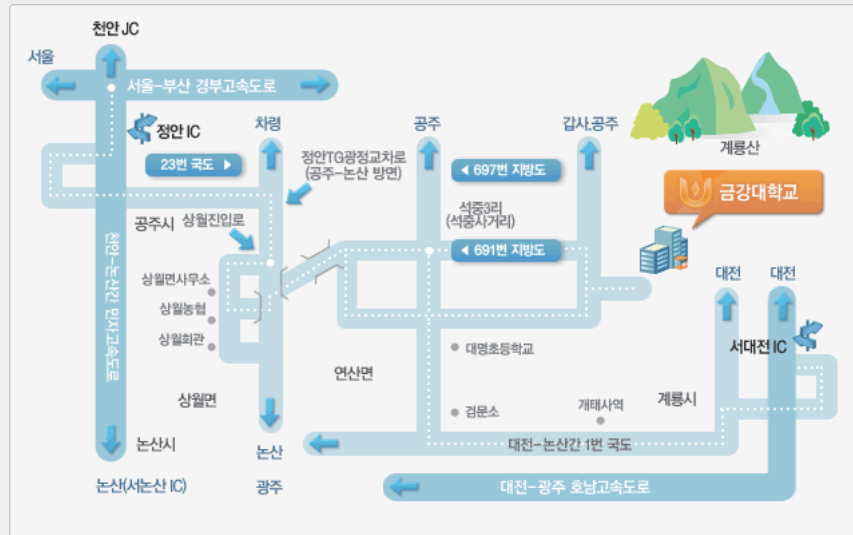 천안 JC
서울
서울-부산 경부고속도로
정안 IC
차령
공주
갑사,공주
계룡산
23번 국도
정안TG광정교차로
(공주-논산 방면)
697번 지방도
금강대학교
공주시
상월진입로
석중3리
(석중사거리)
691번 지방도
천안-논산간 민자고속도로
상월면사무소
상월농협
상월회관
대전
대전
서대전 IC
대명초등학교
연산면
상월면
계룡시
검문소
개태사역
논산시
논산
대전-논산간 1번 국도
논산(서논산 IC)
광주
대전-광주 호남고속도로